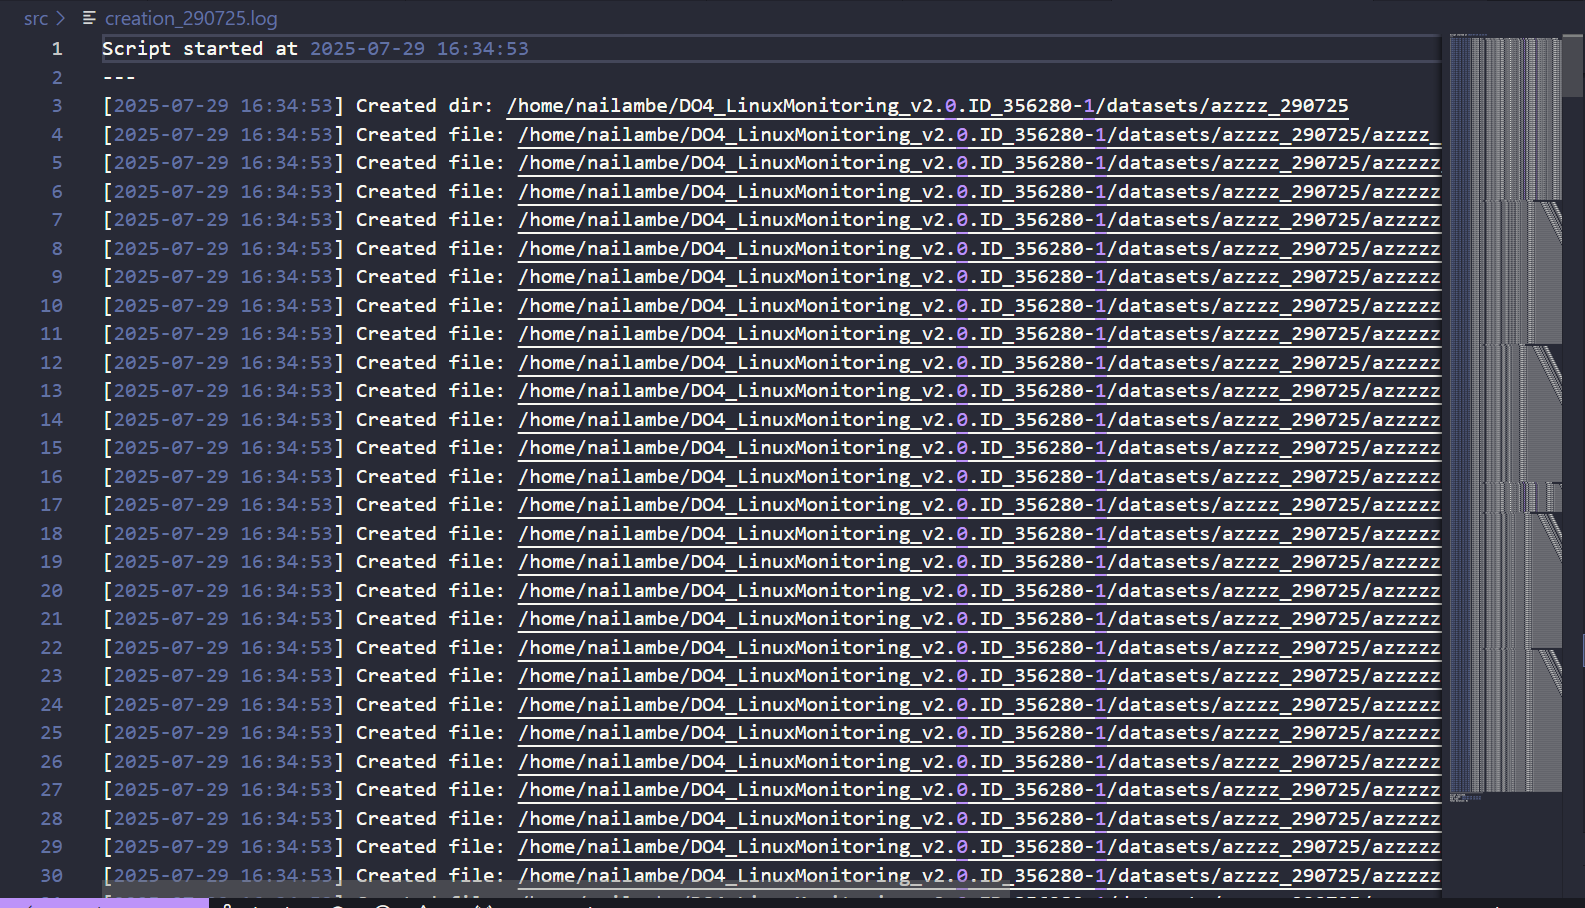 src > creation_290725.log
1 Script started at 2025-07-29 16:34:53
2 ---
3 [2025-07-29 16:34:53] Created dir: /home/nailambe/DO4_LinuxMonitoring_v2.0.ID_356280-1/datasets/azzzz_290725
4 [2025-07-29 16:34:53] Created file: /home/nailambe/DO4_LinuxMonitoring_v2.0.ID_356280-1/datasets/azzzz_290725/azzzz_
5 [2025-07-29 16:34:53] Created file: /home/nailambe/DO4_LinuxMonitoring_v2.0.ID_356280-1/datasets/azzzz_290725/azzzzz
6 [2025-07-29 16:34:53] Created file: /home/nailambe/DO4_LinuxMonitoring_v2.0.ID_356280-1/datasets/azzzz_290725/azzzzz
7 [2025-07-29 16:34:53] Created file: /home/nailambe/DO4_LinuxMonitoring_v2.0.ID_356280-1/datasets/azzzz_290725/azzzzz
8 [2025-07-29 16:34:53] Created file: /home/nailambe/DO4_LinuxMonitoring_v2.0.ID_356280-1/datasets/azzzz_290725/azzzzz
9 [2025-07-29 16:34:53] Created file: /home/nailambe/DO4_LinuxMonitoring_v2.0.ID_356280-1/datasets/azzzz_290725/azzzzz
10 [2025-07-29 16:34:53] Created file: /home/nailambe/DO4_LinuxMonitoring_v2.0.ID_356280-1/datasets/azzzz_290725/azzzzz
11 [2025-07-29 16:34:53] Created file: /home/nailambe/DO4_LinuxMonitoring_v2.0.ID_356280-1/datasets/azzzz_290725/azzzzz
12 [2025-07-29 16:34:53] Created file: /home/nailambe/DO4_LinuxMonitoring_v2.0.ID_356280-1/datasets/azzzz_290725/azzzzz
13 [2025-07-29 16:34:53] Created file: /home/nailambe/DO4_LinuxMonitoring_v2.0.ID_356280-1/datasets/azzzz_290725/azzzzz
14 [2025-07-29 16:34:53] Created file: /home/nailambe/DO4_LinuxMonitoring_v2.0.ID_356280-1/datasets/azzzz_290725/azzzzz
15 [2025-07-29 16:34:53] Created file: /home/nailambe/DO4_LinuxMonitoring_v2.0.ID_356280-1/datasets/azzzz_290725/azzzzz
16 [2025-07-29 16:34:53] Created file: /home/nailambe/DO4_LinuxMonitoring_v2.0.ID_356280-1/datasets/azzzz_290725/azzzzz
17 [2025-07-29 16:34:53] Created file: /home/nailambe/DO4_LinuxMonitoring_v2.0.ID_356280-1/datasets/azzzz_290725/azzzzz
18 [2025-07-29 16:34:53] Created file: /home/nailambe/DO4_LinuxMonitoring_v2.0.ID_356280-1/datasets/azzzz_290725/azzzzz
19 [2025-07-29 16:34:53] Created file: /home/nailambe/DO4_LinuxMonitoring_v2.0.ID_356280-1/datasets/azzzz_290725/azzzzz
20 [2025-07-29 16:34:53] Created file: /home/nailambe/DO4_LinuxMonitoring_v2.0.ID_356280-1/datasets/azzzz_290725/azzzzz
21 [2025-07-29 16:34:53] Created file: /home/nailambe/DO4_LinuxMonitoring_v2.0.ID_356280-1/datasets/azzzz_290725/azzzzz
22 [2025-07-29 16:34:53] Created file: /home/nailambe/DO4_LinuxMonitoring_v2.0.ID_356280-1/datasets/azzzz_290725/azzzzz
23 [2025-07-29 16:34:53] Created file: /home/nailambe/DO4_LinuxMonitoring_v2.0.ID_356280-1/datasets/azzzz_290725/azzzzz
24 [2025-07-29 16:34:53] Created file: /home/nailambe/DO4_LinuxMonitoring_v2.0.ID_356280-1/datasets/azzzz_290725/azzzzz
25 [2025-07-29 16:34:53] Created file: /home/nailambe/DO4_LinuxMonitoring_v2.0.ID_356280-1/datasets/azzzz_290725/azzzzz
26 [2025-07-29 16:34:53] Created file: /home/nailambe/DO4_LinuxMonitoring_v2.0.ID_356280-1/datasets/azzzz_290725/azzzzz
27 [2025-07-29 16:34:53] Created file: /home/nailambe/DO4_LinuxMonitoring_v2.0.ID_356280-1/datasets/azzzz_290725/azzzzz
28 [2025-07-29 16:34:53] Created file: /home/nailambe/DO4_LinuxMonitoring_v2.0.ID_356280-1/datasets/azzzz_290725/azzzzz
29 [2025-07-29 16:34:53] Created file: /home/nailambe/DO4_LinuxMonitoring_v2.0.ID_356280-1/datasets/azzzz_290725/azzzzz
30 [2025-07-29 16:34:53] Created file: /home/nailambe/DO4_LinuxMonitoring_v2.0.ID_356280-1/datasets/azzzz_290725/azzzzz